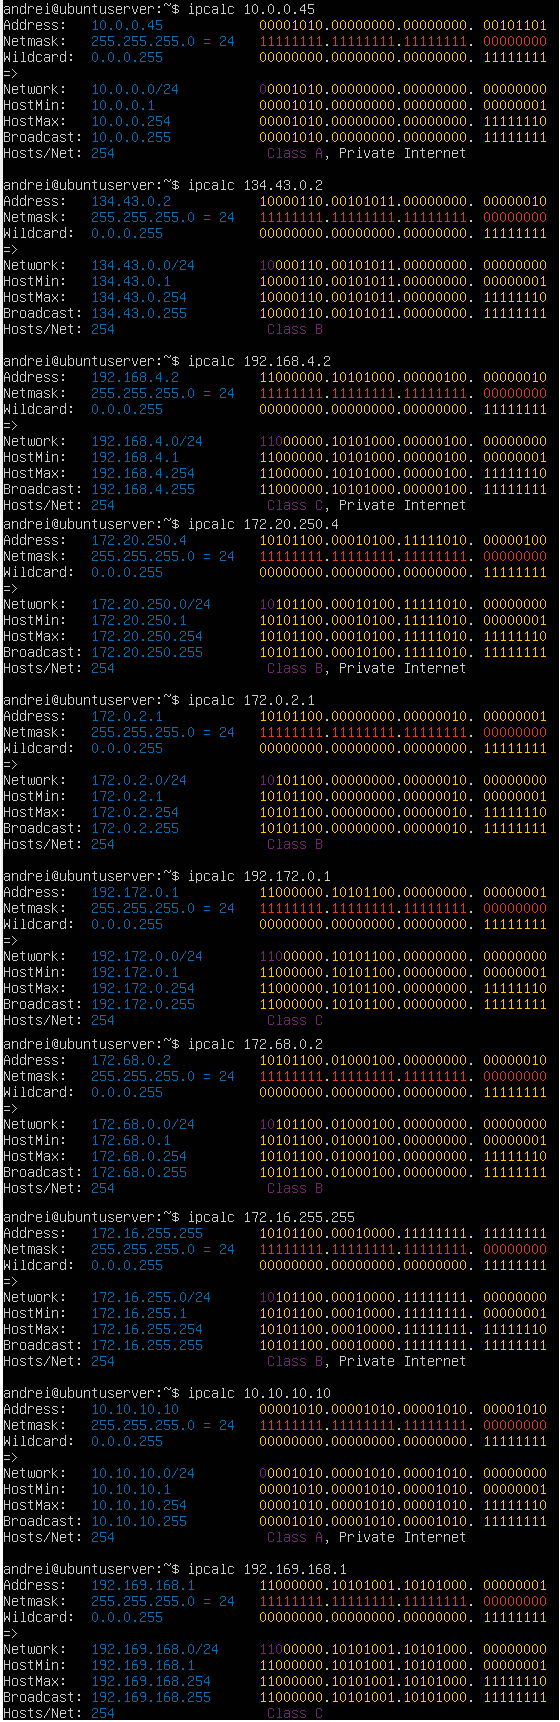 andrei@ubuntuserver:~$ ipcalc 10.0.0.45
Address:   10.0.0.45            00001010.00000000.00000000. 00101101
Netmask:   255.255.255.0 = 24   11111111.11111111.11111111. 00000000
Wildcard:  0.0.0.255            00000000.00000000.00000000. 11111111
=>
Network:   10.0.0.0/24          00001010.00000000.00000000. 00000000
HostMin:   10.0.0.1             00001010.00000000.00000000. 00000001
HostMax:   10.0.0.254           00001010.00000000.00000000. 11111110
Broadcast: 10.0.0.255           00001010.00000000.00000000. 11111111
Hosts/Net: 254                   Class A, Private Internet
andrei@ubuntuserver:~$ ipcalc 134.43.0.2
Address:   134.43.0.2           10000110.00101011.00000000. 00000010
Netmask:   255.255.255.0 = 24   11111111.11111111.11111111. 00000000
Wildcard:  0.0.0.255            00000000.00000000.00000000. 11111111
=>
Network:   134.43.0.0/24        10000110.00101011.00000000. 00000000
HostMin:   134.43.0.1           10000110.00101011.00000000. 00000001
HostMax:   134.43.0.254         10000110.00101011.00000000. 11111110
Broadcast: 134.43.0.255         10000110.00101011.00000000. 11111111
Hosts/Net: 254                   Class B
andrei@ubuntuserver:~$ ipcalc 192.168.4.2
Address:   192.168.4.2          11000000.10101000.00000100. 00000010
Netmask:   255.255.255.0 = 24   11111111.11111111.11111111. 00000000
Wildcard:  0.0.0.255            00000000.00000000.00000000. 11111111
=>
Network:   192.168.4.0/24       11000000.10101000.00000100. 00000000
HostMin:   192.168.4.1          11000000.10101000.00000100. 00000001
HostMax:   192.168.4.254        11000000.10101000.00000100. 11111110
Broadcast: 192.168.4.255        11000000.10101000.00000100. 11111111
Hosts/Net: 254                   Class C, Private Internet
andrei@ubuntuserver:~$ ipcalc 172.20.250.4
Address:   172.20.250.4         10101100.00010100.11111010. 00000100
Netmask:   255.255.255.0 = 24   11111111.11111111.11111111. 00000000
Wildcard:  0.0.0.255            00000000.00000000.00000000. 11111111
=>
Network:   172.20.250.0/24      10101100.00010100.11111010. 00000000
HostMin:   172.20.250.1         10101100.00010100.11111010. 00000001
HostMax:   172.20.250.254       10101100.00010100.11111010. 11111110
Broadcast: 172.20.250.255       10101100.00010100.11111010. 11111111
Hosts/Net: 254                   Class B, Private Internet
andrei@ubuntuserver:~$ ipcalc 172.0.2.1
Address:   172.0.2.1            10101100.00000000.00000010. 00000001
Netmask:   255.255.255.0 = 24   11111111.11111111.11111111. 00000000
Wildcard:  0.0.0.255            00000000.00000000.00000000. 11111111
=>
Network:   172.0.2.0/24         10101100.00000000.00000010. 00000000
HostMin:   172.0.2.1            10101100.00000000.00000010. 00000001
HostMax:   172.0.2.254          10101100.00000000.00000010. 11111110
Broadcast: 172.0.2.255          10101100.00000000.00000010. 11111111
Hosts/Net: 254                   Class B
andrei@ubuntuserver:~$ ipcalc 192.172.0.1
Address:   192.172.0.1          11000000.10101100.00000000. 00000001
Netmask:   255.255.255.0 = 24   11111111.11111111.11111111. 00000000
Wildcard:  0.0.0.255            00000000.00000000.00000000. 11111111
=>
Network:   192.172.0.0/24       11000000.10101100.00000000. 00000000
HostMin:   192.172.0.1          11000000.10101100.00000000. 00000001
HostMax:   192.172.0.254        11000000.10101100.00000000. 11111110
Broadcast: 192.172.0.255        11000000.10101100.00000000. 11111111
Hosts/Net: 254                   Class C
andrei@ubuntuserver:~$ ipcalc 172.68.0.2
Address:   172.68.0.2           10101100.01000100.00000000. 00000010
Netmask:   255.255.255.0 = 24   11111111.11111111.11111111. 00000000
Wildcard:  0.0.0.255            00000000.00000000.00000000. 11111111
=>
Network:   172.68.0.0/24        10101100.01000100.00000000. 00000000
HostMin:   172.68.0.1           10101100.01000100.00000000. 00000001
HostMax:   172.68.0.254         10101100.01000100.00000000. 11111110
Broadcast: 172.68.0.255         10101100.01000100.00000000. 11111111
Hosts/Net: 254                   Class B
andrei@ubuntuserver:~$ ipcalc 172.16.255.255
Address:   172.16.255.255       10101100.00010000.11111111. 11111111
Netmask:   255.255.255.0 = 24   11111111.11111111.11111111. 00000000
Wildcard:  0.0.0.255            00000000.00000000.00000000. 11111111
=>
Network:   172.16.255.0/24      10101100.00010000.11111111. 00000000
HostMin:   172.16.255.1         10101100.00010000.11111111. 00000001
HostMax:   172.16.255.254       10101100.00010000.11111111. 11111110
Broadcast: 172.16.255.255       10101100.00010000.11111111. 11111111
Hosts/Net: 254                   Class B, Private Internet
andrei@ubuntuserver:~$ ipcalc 10.10.10.10
Address:   10.10.10.10          00001010.00001010.00001010. 00001010
Netmask:   255.255.255.0 = 24   11111111.11111111.11111111. 00000000
Wildcard:  0.0.0.255            00000000.00000000.00000000. 11111111
=>
Network:   10.10.10.0/24        00001010.00001010.00001010. 00000000
HostMin:   10.10.10.1           00001010.00001010.00001010. 00000001
HostMax:   10.10.10.254         00001010.00001010.00001010. 11111110
Broadcast: 10.10.10.255         00001010.00001010.00001010. 11111111
Hosts/Net: 254                   Class A, Private Internet
andrei@ubuntuserver:~$ ipcalc 192.169.168.1
Address:   192.169.168.1        11000000.10101001.10101000. 00000001
Netmask:   255.255.255.0 = 24   11111111.11111111.11111111. 00000000
Wildcard:  0.0.0.255            00000000.00000000.00000000. 11111111
=>
Network:   192.169.168.0/24     11000000.10101001.10101000. 00000000
HostMin:   192.169.168.1        11000000.10101001.10101000. 00000001
HostMax:   192.169.168.254      11000000.10101001.10101000. 11111110
Broadcast: 192.169.168.255      11000000.10101001.10101000. 11111111
Hosts/Net: 254                   Class C